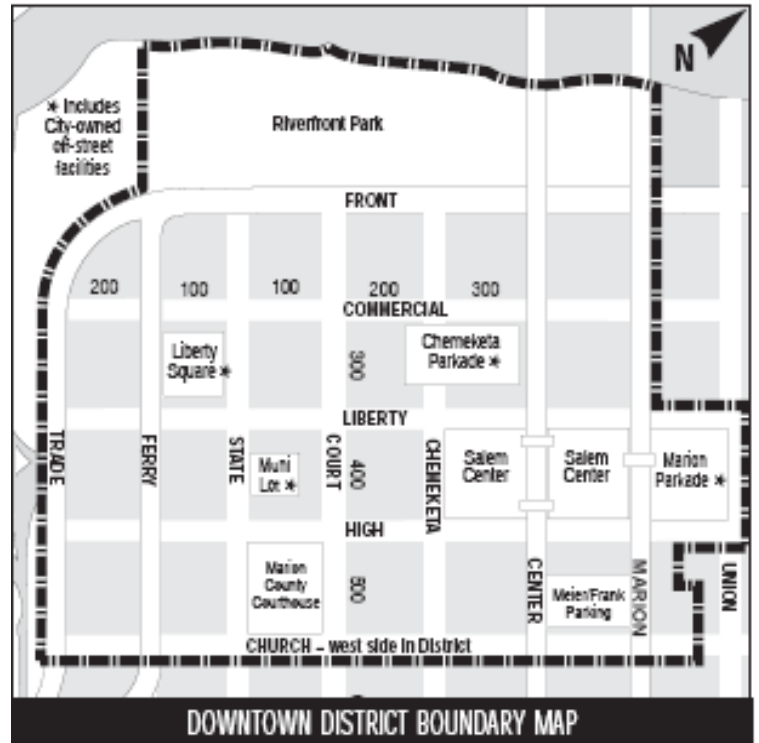 N
* Includes
City-owned
off-street
facilities
Riverfront Park
FRONT
200
100
100
200
300
COMMERCIAL
Liberty
Square *
300
Chemeketa
Parkade *
LIBERTY
TRADE
FERRY
STATE
COURT
CHEMEKETA
Muni
Lot *
400
Salem
Center
Salem
Center
Marion
Parkade *
HIGH
Marion
County
Courthouse
500
CENTER
Meier/Frank
Parking
MARION
UNION
CHURCH – west side in District
DOWNTOWN DISTRICT BOUNDARY MAP